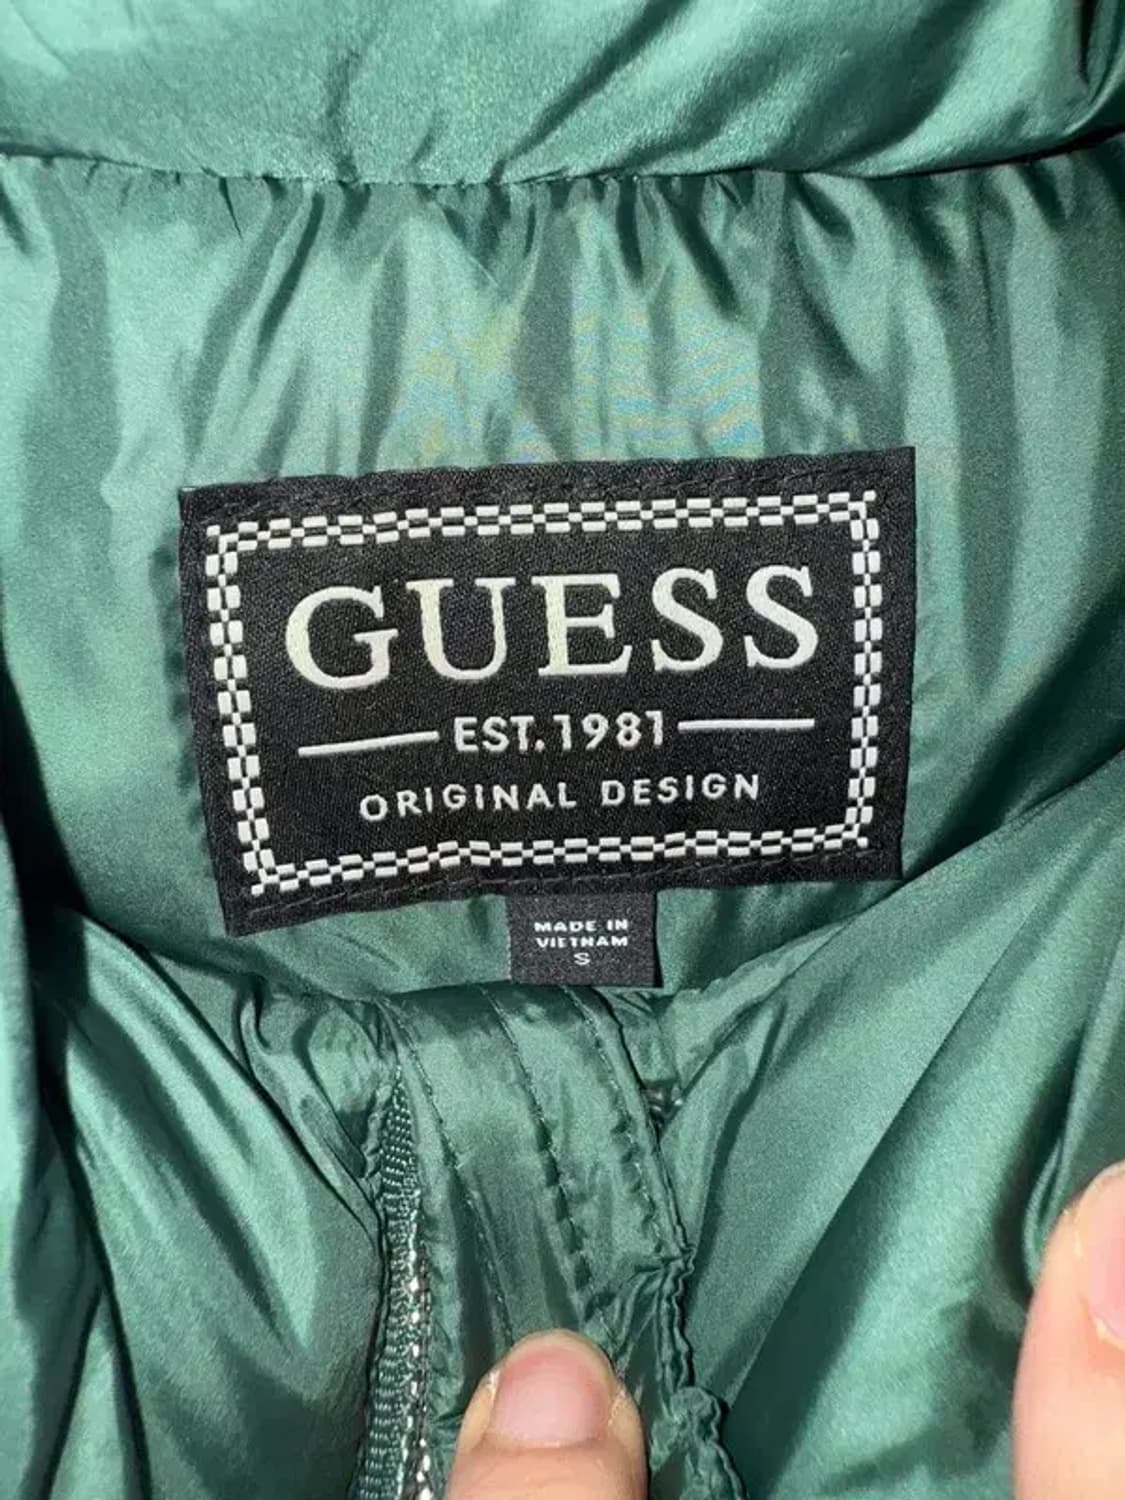 GUESS
EST.1981
ORIGINAL DESIGN
MADE IN
VIETNAM
S